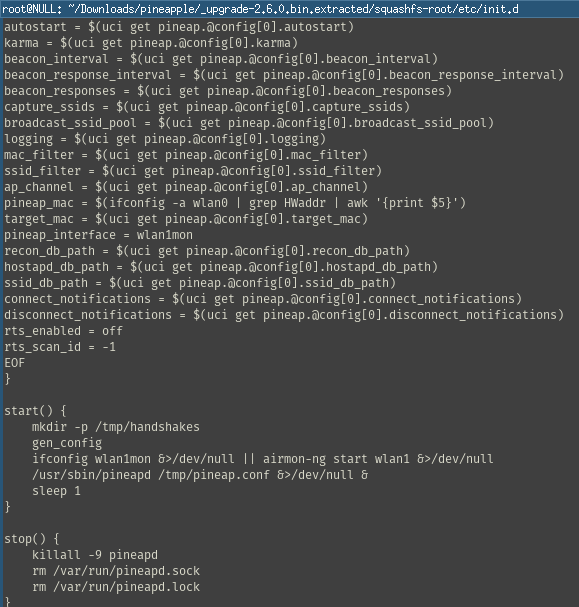 root@NULL: ~/Downloads/pineapple/_upgrade-2.6.0.bin.extracted/squashfs-root/etc/init.d
autostart = $(uci get pineap.@config[0].autostart)
karma = $(uci get pineap.@config[0].karma)
beacon_interval = $(uci get pineap.@config[0].beacon_interval)
beacon_response_interval = $(uci get pineap.@config[0].beacon_response_interval)
beacon_responses = $(uci get pineap.@config[0].beacon_responses)
capture_ssids = $(uci get pineap.@config[0].capture_ssids)
broadcast_ssid_pool = $(uci get pineap.@config[0].broadcast_ssid_pool)
logging = $(uci get pineap.@config[0].logging)
mac_filter = $(uci get pineap.@config[0].mac_filter)
ssid_filter = $(uci get pineap.@config[0].ssid_filter)
ap_channel = $(uci get pineap.@config[0].ap_channel)
pineap_mac = $(ifconfig -a wlan0 | grep HWaddr | awk '{print $5}')
target_mac = $(uci get pineap.@config[0].target_mac)
pineap_interface = wlan1mon
recon_db_path = $(uci get pineap.@config[0].recon_db_path)
hostapd_db_path = $(uci get pineap.@config[0].hostapd_db_path)
ssid_db_path = $(uci get pineap.@config[0].ssid_db_path)
connect_notifications = $(uci get pineap.@config[0].connect_notifications)
disconnect_notifications = $(uci get pineap.@config[0].disconnect_notifications)
rts_enabled = off
rts_scan_id = -1
EOF
}
start() {
    mkdir -p /tmp/handshakes
    gen_config
    ifconfig wlan1mon &>/dev/null || airmon-ng start wlan1 &>/dev/null
    /usr/sbin/pineapd /tmp/pineap.conf &>/dev/null &
    sleep 1
}
stop() {
    killall -9 pineapd
    rm /var/run/pineapd.sock
    rm /var/run/pineapd.lock
}